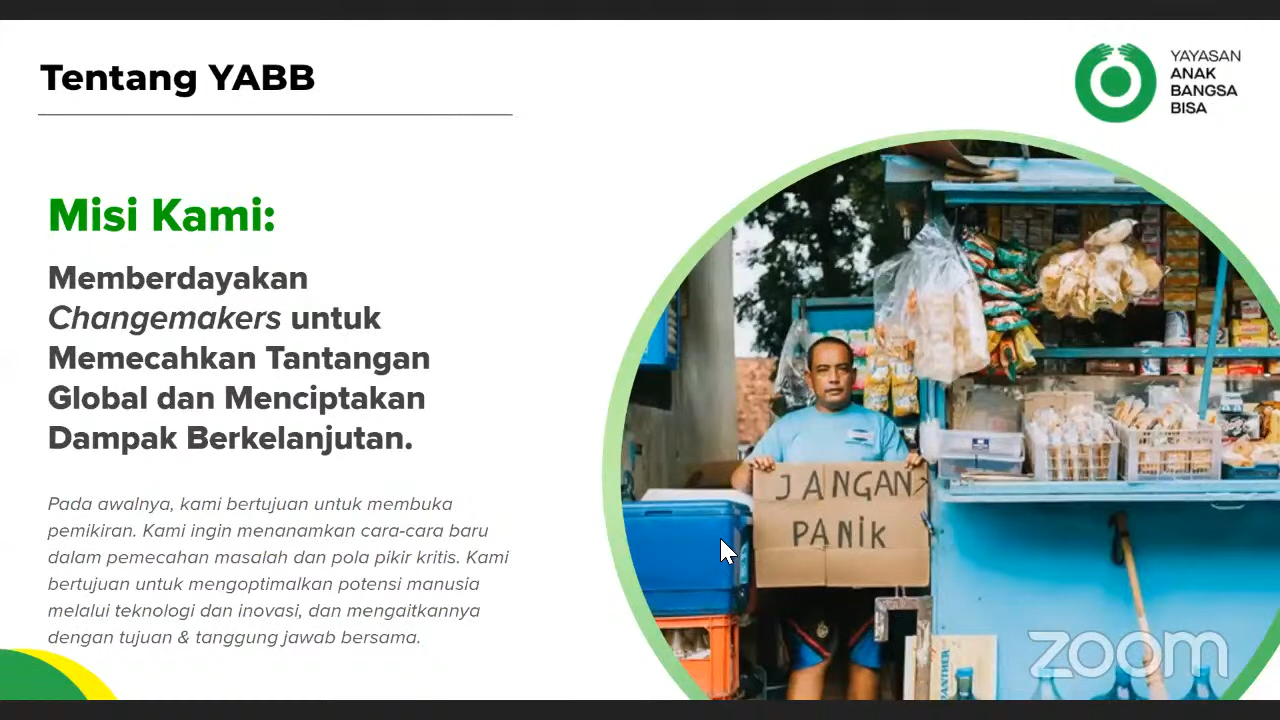 Tentang YABB
YAYASAN
ANAK
BANGSA
BISA
Misi Kami:
Memberdayakan
Changemakers untuk
Memecahkan Tantangan
Global dan Menciptakan
Dampak Berkelanjutan.
Pada awalnya, kami bertujuan untuk membuka
pemikiran. Kami ingin menanamkan cara-cara baru
dalam pemecahan masalah dan pola pikir kritis. Kami
bertujuan untuk mengoptimalkan potensi manusia
melalui teknologi dan inovasi, dan mengaitkannya
dengan tujuan & tanggung jawab bersama.
JANGAN
PANIK
PANTHER
zoom